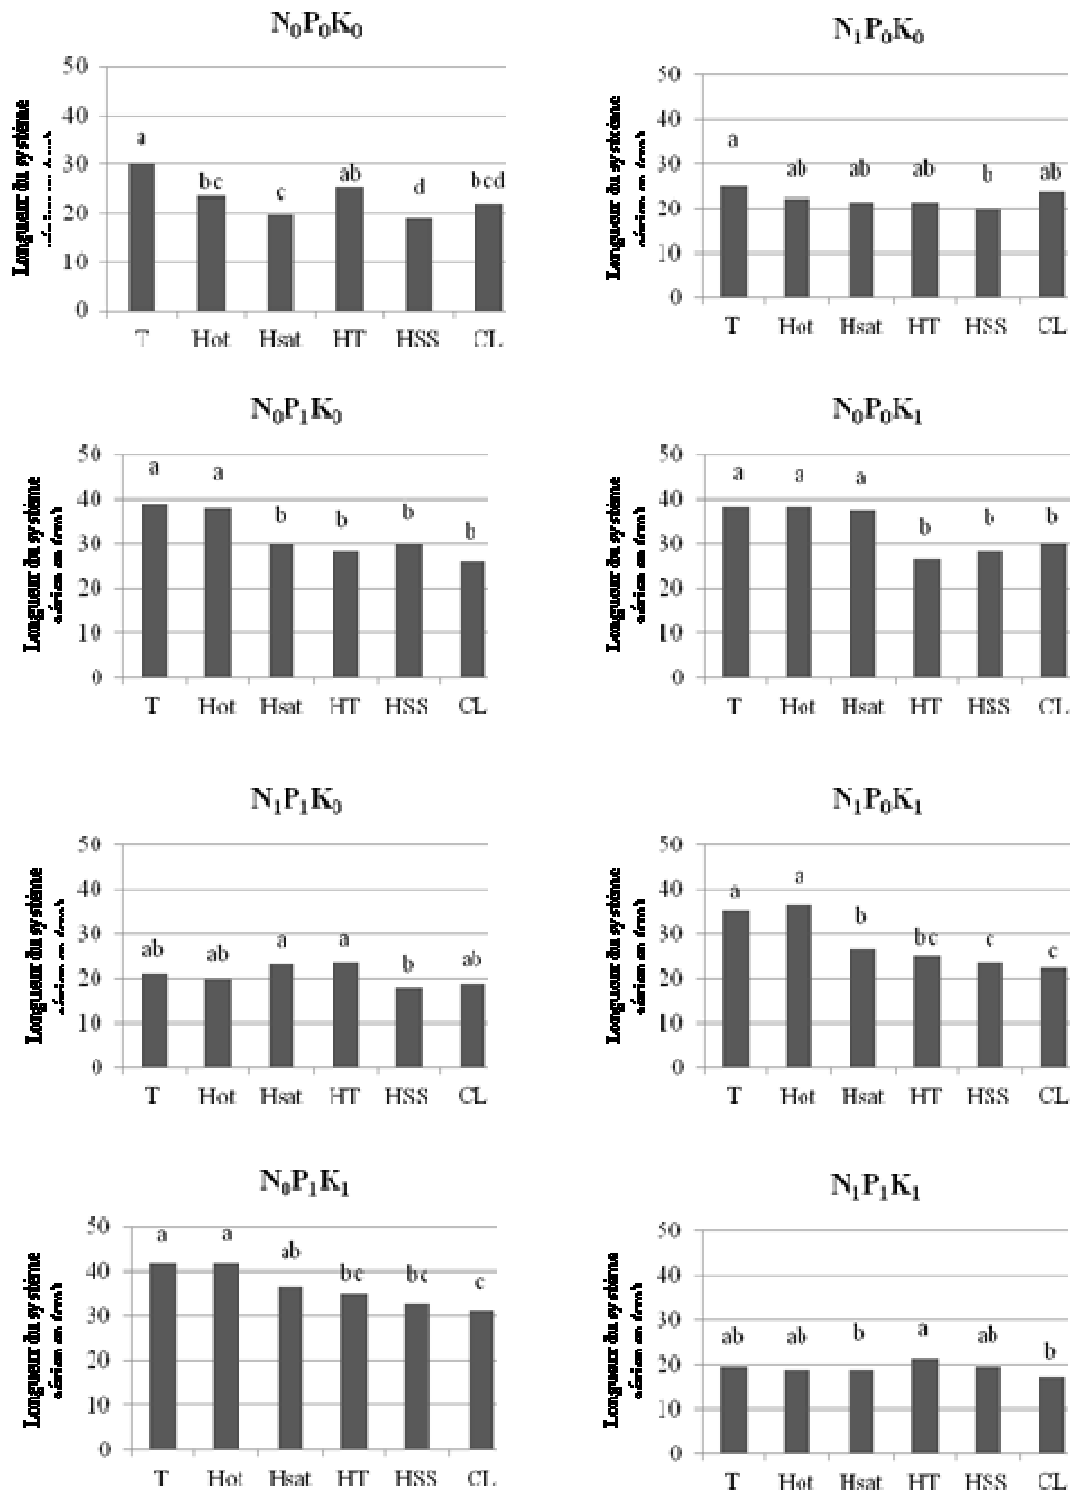 N₀P₀K₀
50
40
30
20
10
0
Longueur du système
a
bc
c
ab
d
bcd
T Hot Hsat HT HSS CL
N₁P₀K₀
50
40
30
20
10
0
a
ab
ab
ab
b
ab
T Hot Hsat HT HSS CL
N₀P₁K₀
50
40
30
20
10
0
Longueur du système
a
a
b
b
b
b
T Hot Hsat HT HSS CL
N₀P₀K₁
50
40
30
20
10
0
Longueur du système
a
a
a
b
b
b
T Hot Hsat HT HSS CL
N₁P₁K₀
50
40
30
20
10
0
Longueur du système
ab
ab
a
a
b
ab
T Hot Hsat HT HSS CL
N₁P₀K₁
50
40
30
20
10
0
Longueur du système
a
a
b
bc
c
c
T Hot Hsat HT HSS CL
N₀P₁K₁
50
40
30
20
10
0
Longueur du système
a
a
ab
bc
bc
c
T Hot Hsat HT HSS CL
N₁P₁K₁
50
40
30
20
10
0
Longueur du système
ab
ab
b
a
ab
b
T Hot Hsat HT HSS CL